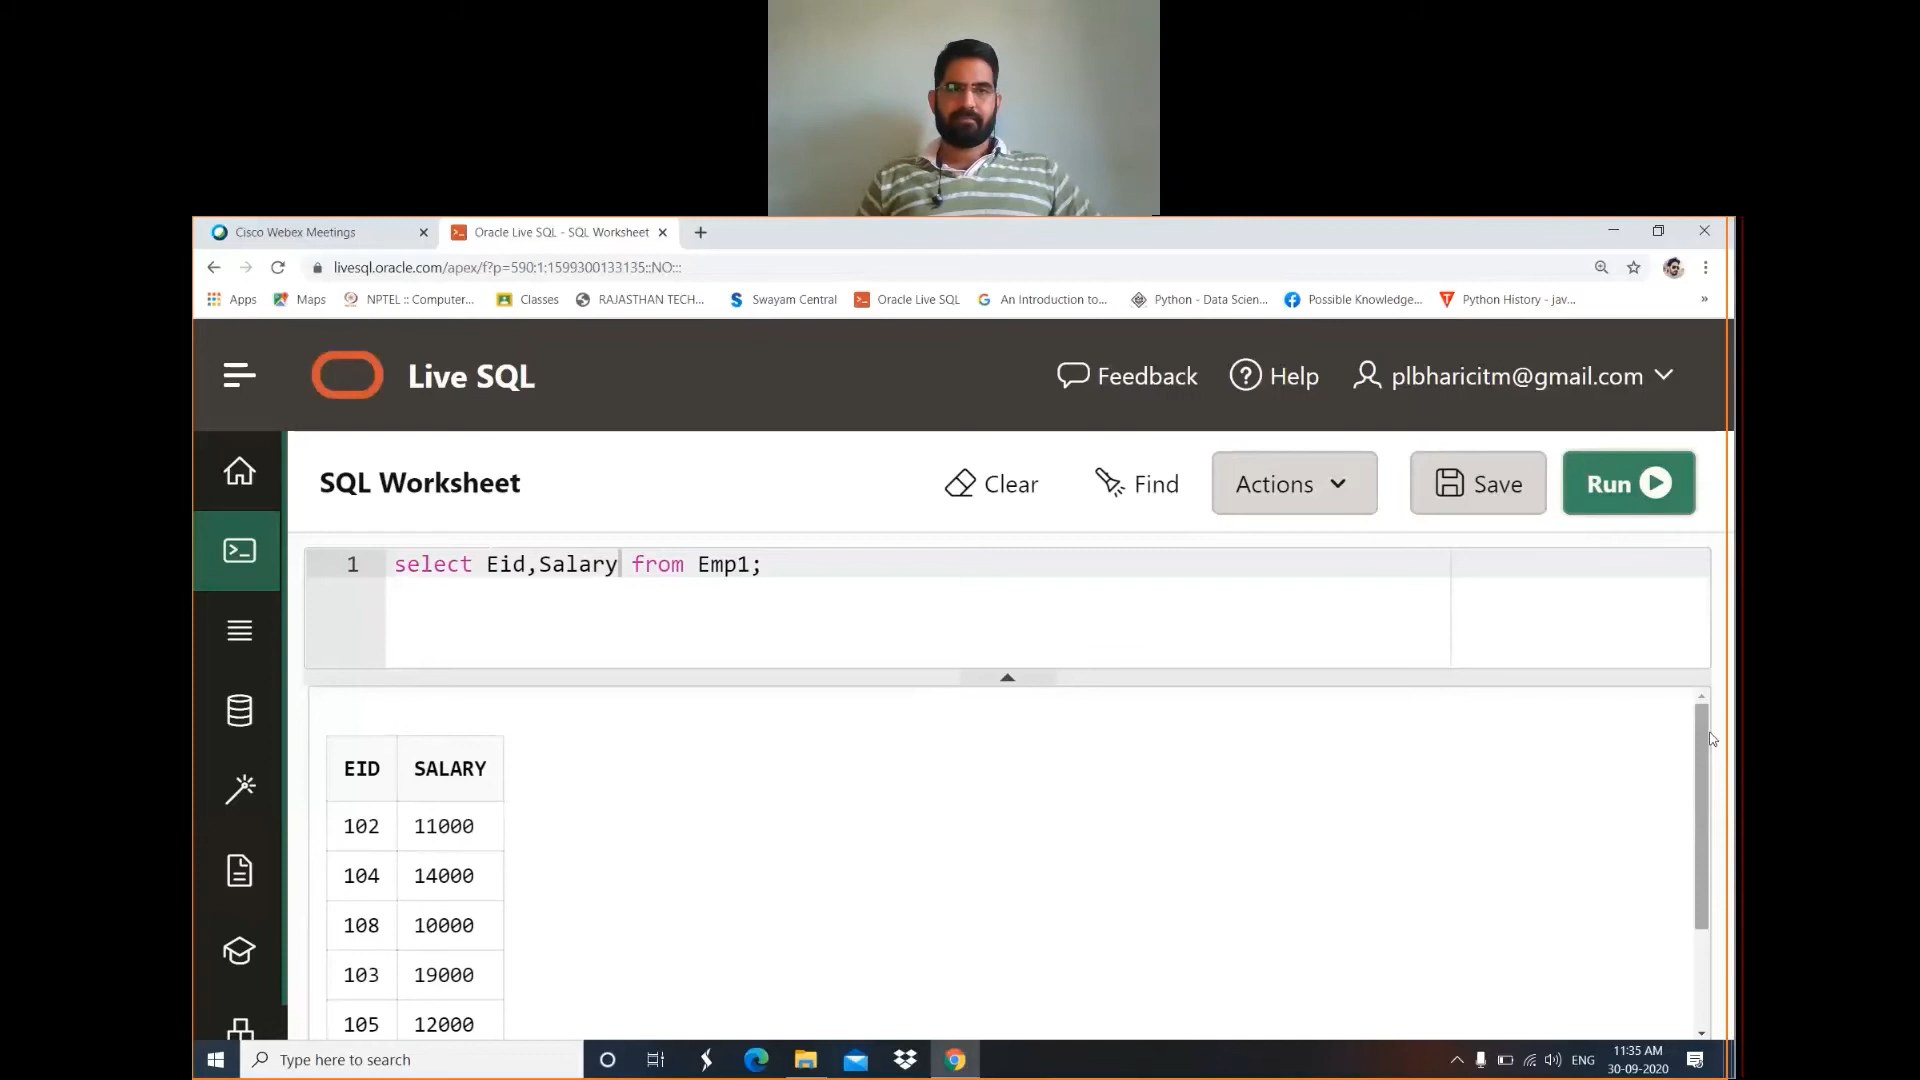 Cisco Webex Meetings
Oracle Live SQL - SQL Worksheet
livesql.oracle.com/apex/f?p=590:1:1599300133135::NO:::
Apps Maps NPTEL :: Computer... Classes RAJASTHAN TECH... Swayam Central Oracle Live SQL An Introduction to... Python - Data Scien... Possible Knowledge... Python History - jav... »
Live SQL
Feedback Help plbharicitm@gmail.com
SQL Worksheet
Clear Find Actions Save Run
1 select Eid,Salary from Emp1;
EID SALARY
102 11000
104 14000
108 10000
103 19000
105 12000
Type here to search
ENG
11:35 AM
30-09-2020